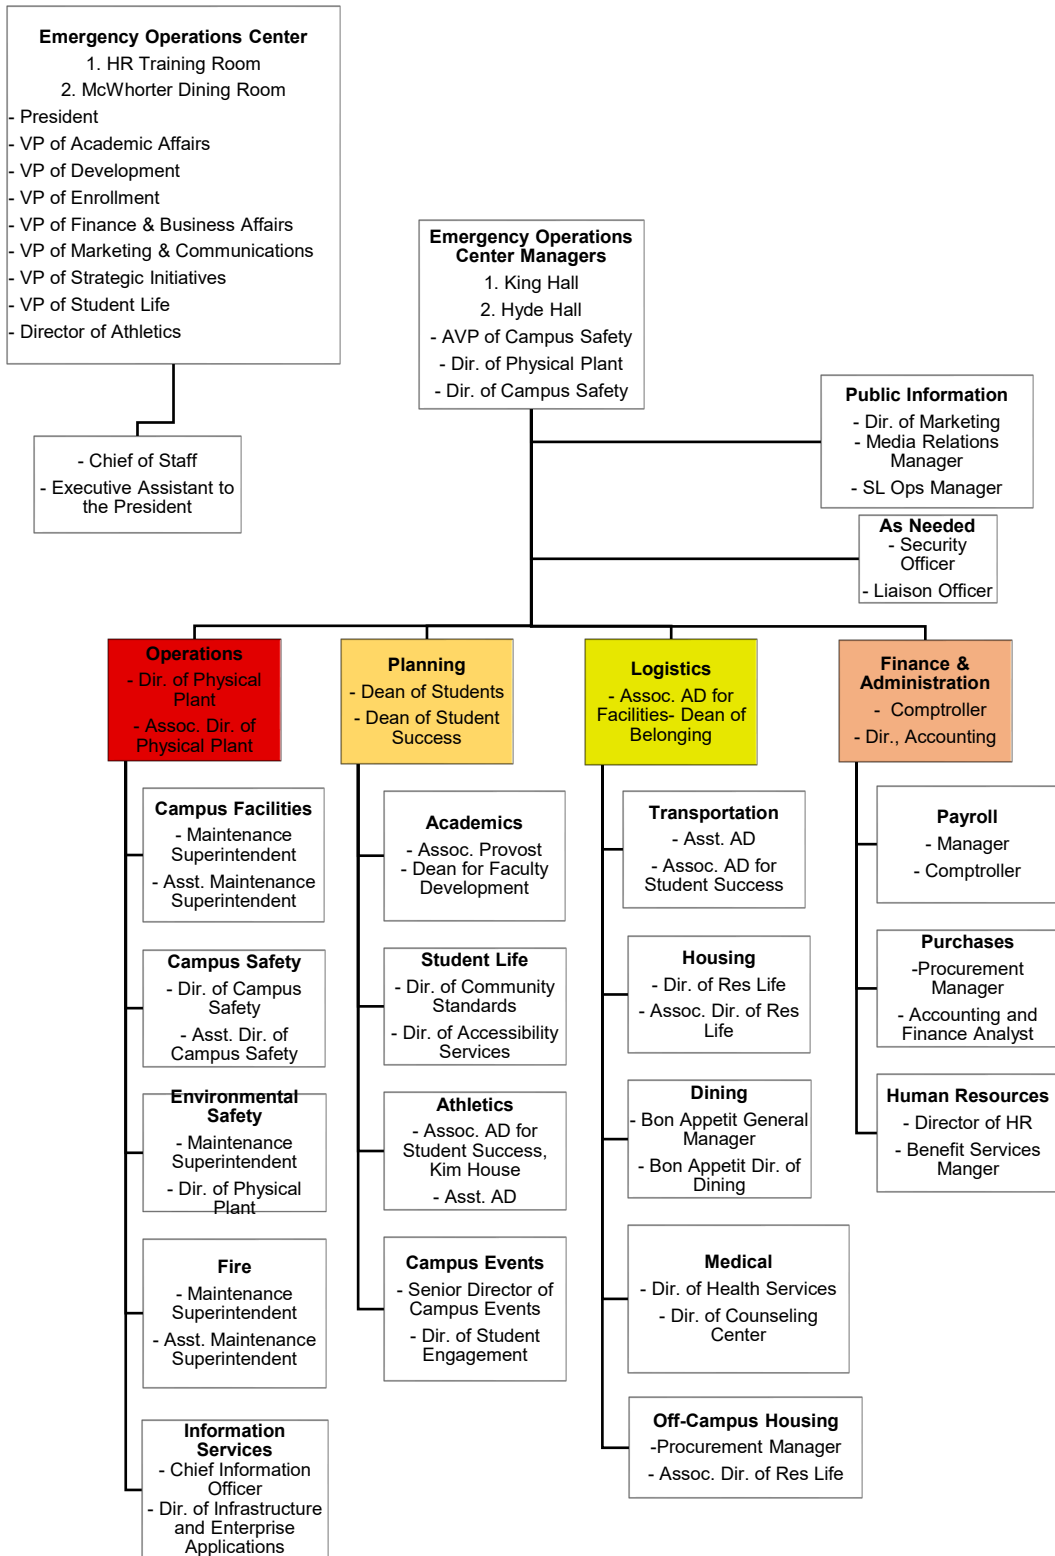 Emergency Operations Center
1. HR Training Room
2. McWhorter Dining Room
- President
- VP of Academic Affairs
- VP of Development
- VP of Enrollment
- VP of Finance & Business Affairs
- VP of Marketing & Communications
- VP of Strategic Initiatives
- VP of Student Life
- Director of Athletics
- Chief of Staff
- Executive Assistant to
the President
Emergency Operations
Center Managers
1. King Hall
2. Hyde Hall
- AVP of Campus Safety
- Dir. of Physical Plant
- Dir. of Campus Safety
Public Information
- Dir. of Marketing
- Media Relations
Manager
- SL Ops Manager
As Needed
- Security
Officer
- Liaison Officer
Operations
- Dir. of Physical
Plant
- Assoc. Dir. of
Physical Plant
Campus Facilities
- Maintenance
Superintendent
- Asst. Maintenance
Superintendent
Campus Safety
- Dir. of Campus
Safety
- Asst. Dir. of
Campus Safety
Environmental
Safety
- Maintenance
Superintendent
- Dir. of Physical
Plant
Fire
- Maintenance
Superintendent
- Asst. Maintenance
Superintendent
Information
Services
- Chief Information
Officer
- Dir. of Infrastructure
and Enterprise
Applications
Planning
- Dean of Students
- Dean of Student
Success
Academics
- Assoc. Provost
- Dean for Faculty
Development
Student Life
- Dir. of Community
Standards
- Dir. of Accessibility
Services
Athletics
- Assoc. AD for
Student Success,
Kim House
- Asst. AD
Campus Events
- Senior Director of
Campus Events
- Dir. of Student
Engagement
Logistics
- Assoc. AD for
Facilities- Dean of
Belonging
Transportation
- Asst. AD
- Assoc. AD for
Student Success
Housing
- Dir. of Res Life
- Assoc. Dir. of Res
Life
Dining
- Bon Appetit General
Manager
- Bon Appetit Dir. of
Dining
Medical
- Dir. of Health Services
- Dir. of Counseling
Center
Off-Campus Housing
-Procurement Manager
- Assoc. Dir. of Res Life
Finance &
Administration
- Comptroller
- Dir., Accounting
Payroll
- Manager
- Comptroller
Purchases
-Procurement
Manager
- Accounting and
Finance Analyst
Human Resources
- Director of HR
- Benefit Services
Manger